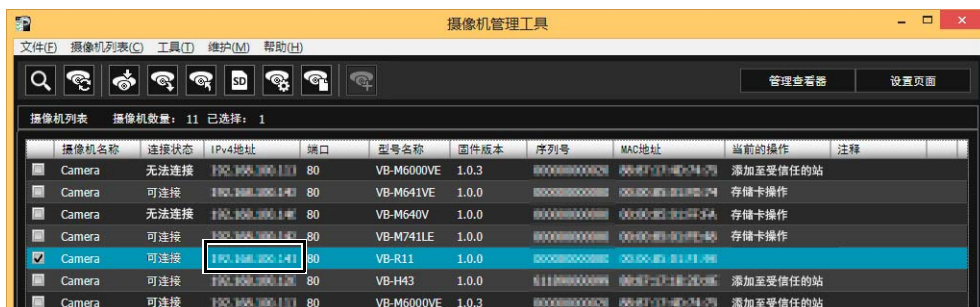 摄像机管理工具
文件(F) 摄像机列表(C) 工具(T) 维护(M) 帮助(H)
SD 管理查看器 设置页面
摄像机列表 摄像机数量: 11 已选择: 1
摄像机名称 连接状态 IPv4地址 端口 型号名称 固件版本 序列号 MAC地址 当前的操作 注释
Camera 无法连接 80 VB-M6000VE 1.0.3 添加至受信任的站
Camera 可连接 80 VB-M641VE 1.0.0 存储卡操作
Camera 无法连接 80 VB-M640V 1.0.0 存储卡操作
Camera 可连接 80 VB-M741LE 1.0.0 存储卡操作
Camera 可连接 80 VB-R11 1.0.0
Camera 可连接 80 VB-H43 1.0.0 添加至受信任的站
Camera 可连接 80 VB-M6000VE 1.0.3 添加至受信任的站